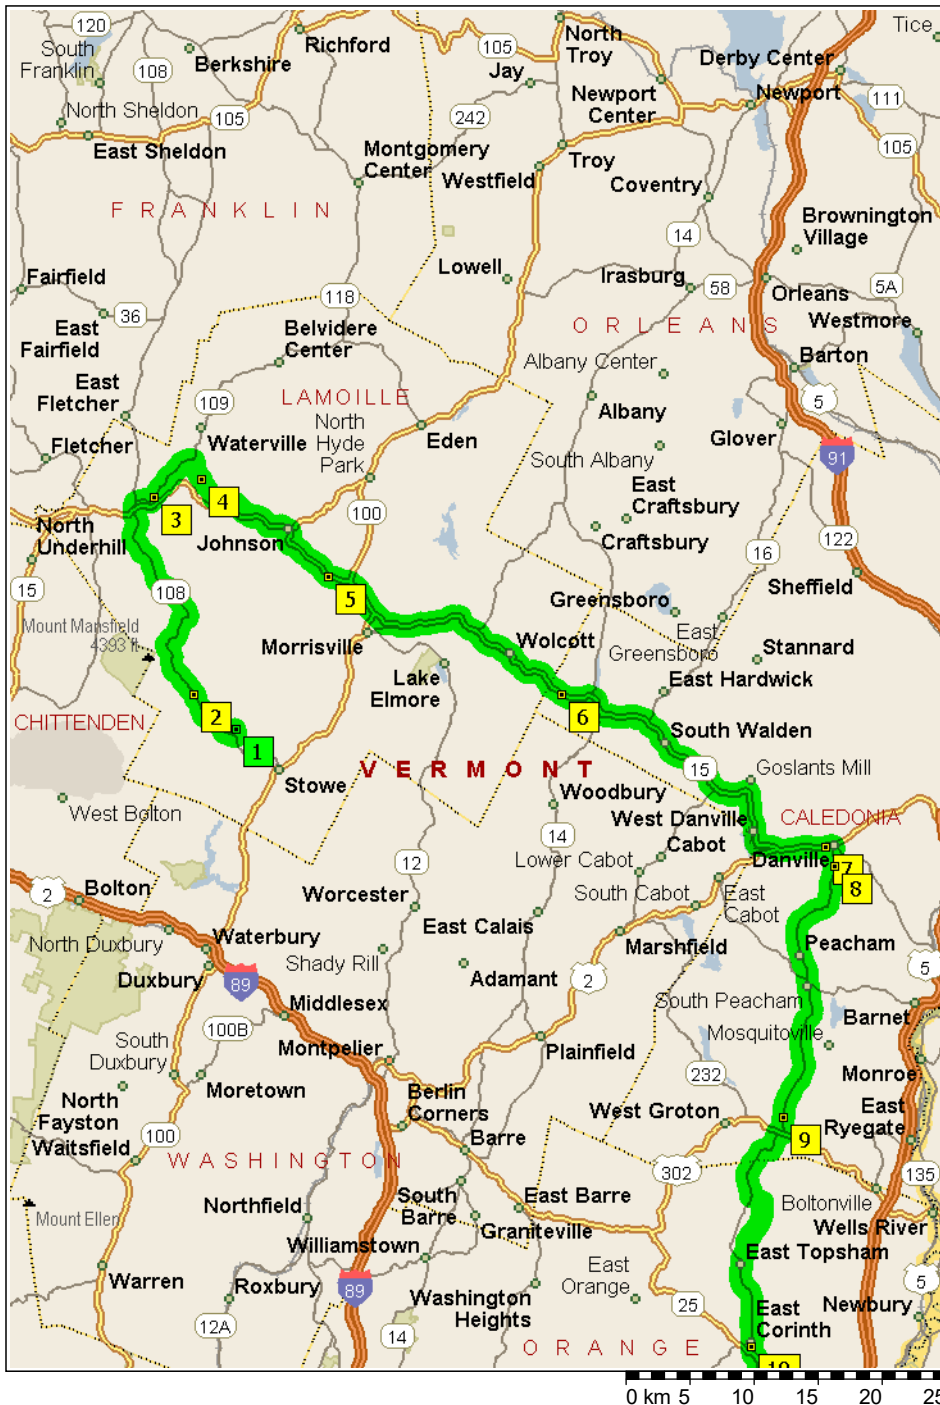 120
South
Franklin
Berkshire
Richford
108
105
North
Troy
Jay
Derby Center
Tice
Newport
Center
Newport
111
North Sheldon
105
East Sheldon
242
Montgomery
Center
Troy
Westfield
105
Coventry
FRANKLIN
14
Brownington
Village
Lowell
Irasburg
58
Orleans
5A
Fairfield
118
36
East
Fairfield
Belvidere
Center
ORLEANS
Westmore
Albany Center
Barton
East
Fletcher
109
LAMOILLE
5
Albany
Fletcher
Waterville
North
Hyde
Park
Eden
Glover
South Albany
91
East
Craftsbury
4
3
100
North
Underhill
Johnson
Craftsbury
122
16
Sheffield
15
108
5
Greensboro
Mount Mansfield
4393 ft
Morrisville
Wolcott
East
Greensboro
Stannard
Lake
Elmore
East Hardwick
2
6
CHITTENDEN
1
South Walden
VERMONT
15
Goslants Mill
Stowe
West Bolton
Woodbury
West Danville
CALEDONIA
14
Cabot
12
Lower Cabot
Danville
7
8
2
Bolton
Worcester
South Cabot
East
Cabot
East Calais
North Duxbury
Waterbury
Marshfield
Peacham
Shady Rill
Duxbury
Adamant
5
89
2
Middlesex
South Peacham
Barnet
100B
Mosquitoville
South
Duxbury
Montpelier
Plainfield
232
Monroe
North
Fayston
Moretown
Berlin
Corners
West Groton
East
Ryegate
Waitsfield
100
Barre
9
WASHINGTON
302
135
South
Barre
East Barre
Boltonville
Mount Ellen
Northfield
Graniteville
Wells River
Williamstown
East Topsham
Warren
Roxbury
89
East
Orange
5
Washington
Heights
25
East
Corinth
Newbury
12A
14
ORANGE
10
0 km 5 10 15 20 25